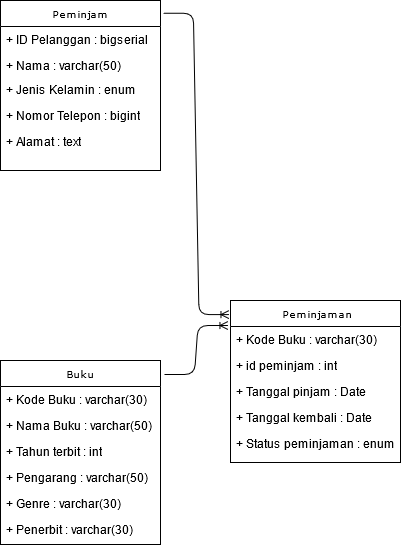 Peminjam
+ ID Pelanggan : bigserial
+ Nama : varchar(50)
+ Jenis Kelamin : enum
+ Nomor Telepon : bigint
+ Alamat : text
Peminjaman
+ Kode Buku : varchar(30)
+ id peminjam : int
+ Tanggal pinjam : Date
+ Tanggal kembali : Date
+ Status peminjaman : enum
Buku
+ Kode Buku : varchar(30)
+ Nama Buku : varchar(50)
+ Tahun terbit : int
+ Pengarang : varchar(50)
+ Genre : varchar(30)
+ Penerbit : varchar(30)